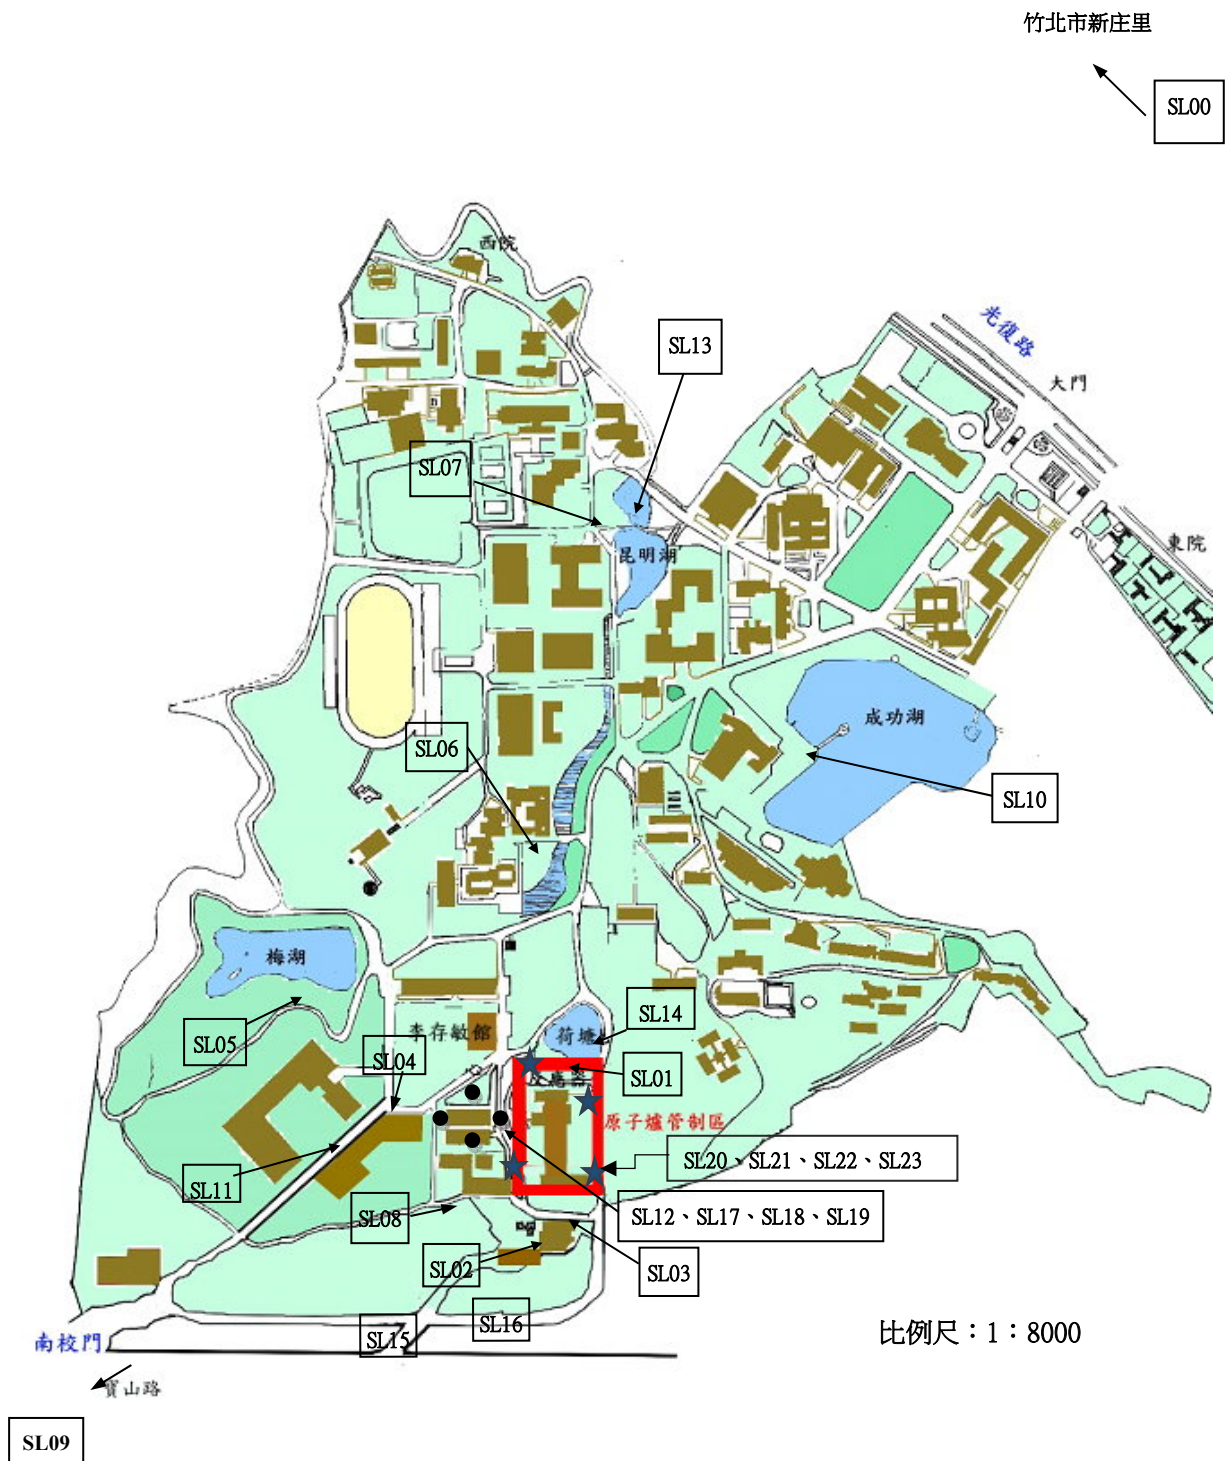 竹北市新庄里
SL00
西院
光復路
SL13
大門
SL07
東院
昆明湖
成功湖
SL06
SL10
梅湖
SL14
荷塘
李存敏館
SL05
SL04
SL01
反應器
原子爐管制區
SL20、SL21、SL22、SL23
SL11
SL12、SL17、SL18、SL19
SL08
SL02
SL03
SL16
SL15
比例尺：1：8000
南校門
寶山路
SL09